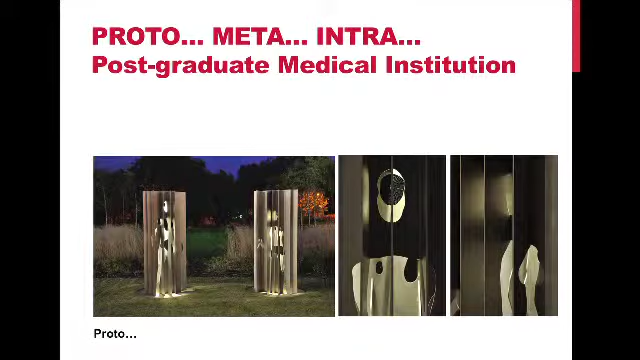 PROTO... META... INTRA...
Post-graduate Medical Institution
Proto...